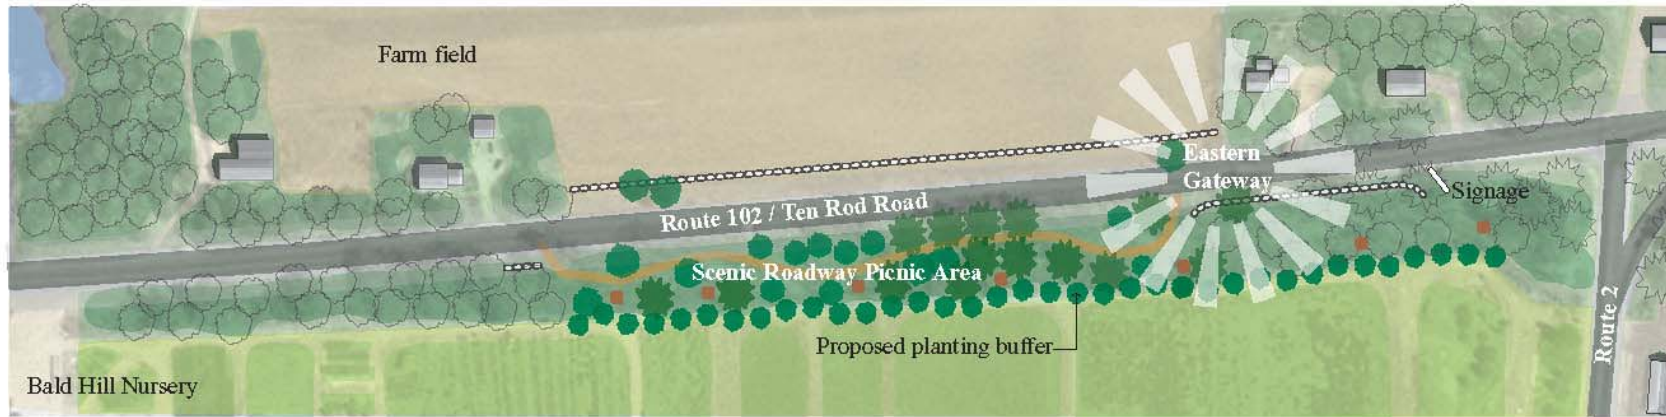 Farm field
Eastern
Gateway
Signage
Route 102 / Ten Rod Road
Scenic Roadway Picnic Area
Proposed planting buffer
Route 2
Bald Hill Nursery